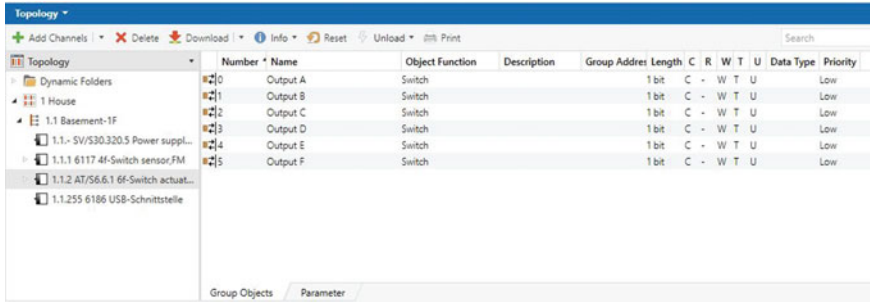 Topology
Add Channels Delete Download Info Reset Unload Print Search
Topology Number Name Object Function Description Group Addres Length C R W T U Data Type Priority
Dynamic Folders 0 Output A Switch 1 bit C - W T U Low
1 House 1 Output B Switch 1 bit C - W T U Low
1.1 Basement-1F 2 Output C Switch 1 bit C - W T U Low
1.1.- SV/S30.320.5 Power suppl... 3 Output D Switch 1 bit C - W T U Low
1.1.1 6117 4f-Switch sensor,FM 4 Output E Switch 1 bit C - W T U Low
1.1.2 AT/S6.6.1 6f-Switch actuat... 5 Output F Switch 1 bit C - W T U Low
1.1.255 6186 USB-Schnittstelle
Group Objects Parameter